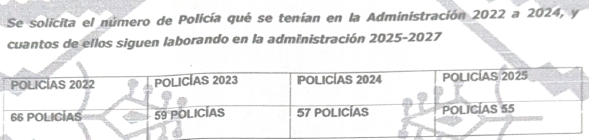 Se solicita el número de Policía qué se tenían en la Administración 2022 a 2024, y
cuantos de ellos siguen laborando en la administración 2025-2027
POLICÍAS 2022 POLICÍAS 2023 POLICÍAS 2024 POLICÍAS 2025
66 POLICÍAS 59 POLICÍAS 57 POLICÍAS POLICÍAS 55